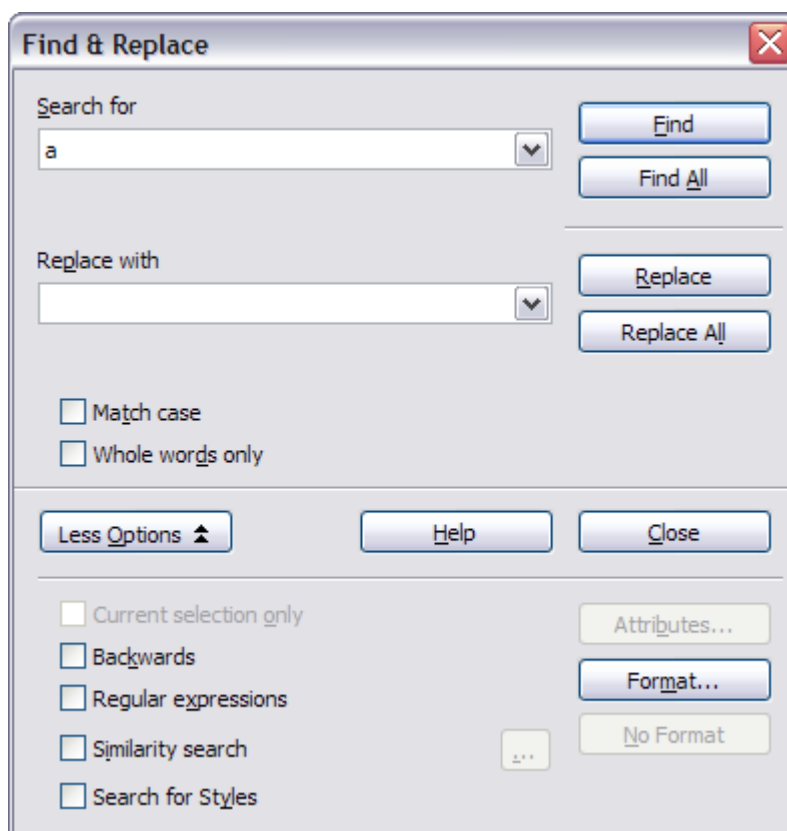 Find & Replace
Search for
a
Find
Find All
Replace with
Replace
Replace All
Match case
Whole words only
Less Options
Help
Close
Current selection only
Attributes...
Backwards
Format...
Regular expressions
No Format
Similarity search
...
Search for Styles